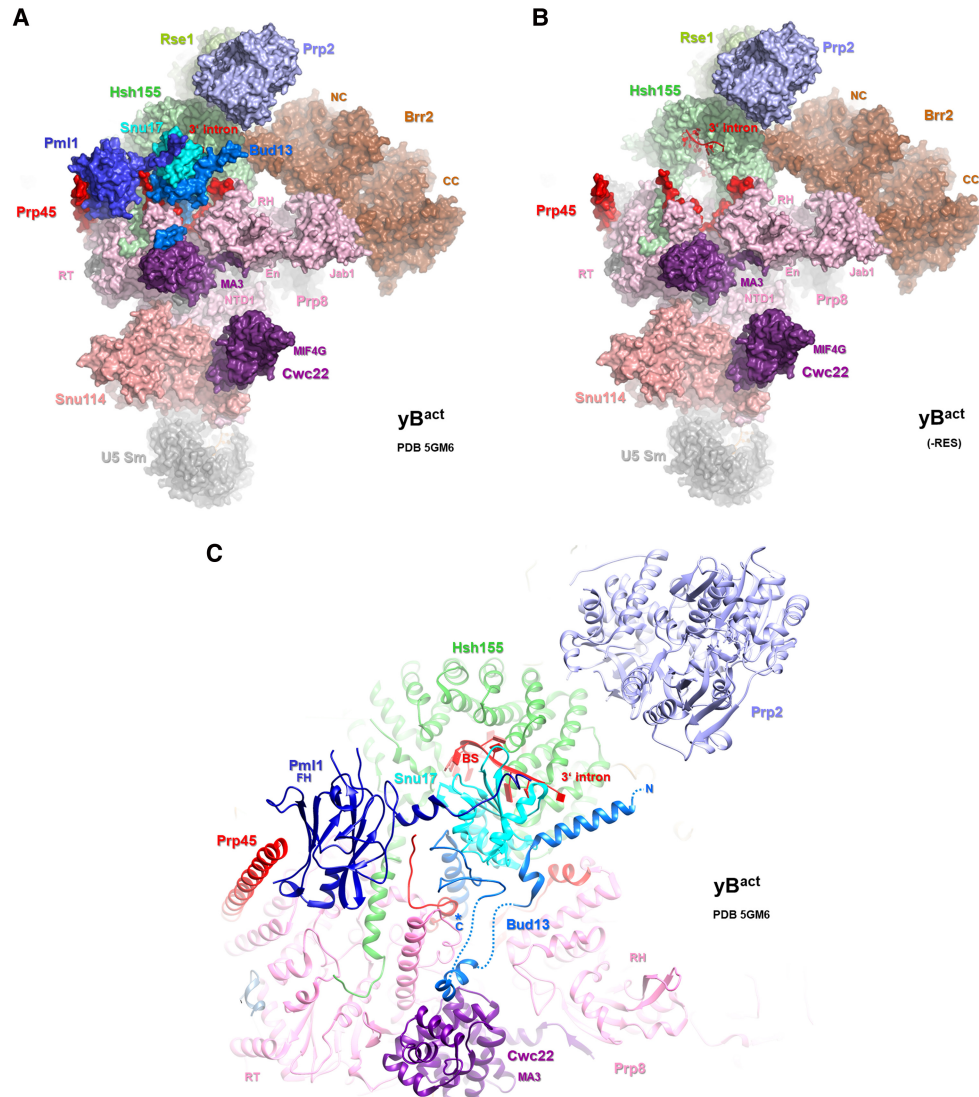 A
Rse1
Prp2
Hsh155
NC
Snu17
3' intron
Brr2
Pml1
Bud13
CC
Prp45
RH
RT
MA3
En
Jab1
NTD1
Prp8
MIF4G
Cwc22
Snu114
yBact
PDB 5GM6
U5 Sm
B
Rse1
Prp2
Hsh155
NC
3' intron
Brr2
CC
Prp45
RH
RT
MA3
En
Jab1
NTD1
Prp8
MIF4G
Cwc22
Snu114
yBact
(-RES)
U5 Sm
C
Hsh155
Prp2
BS
Pml1
FH
Snu17
3' intron
N
Prp45
yBact
PDB 5GM6
*
C
Bud13
RH
Cwc22
RT
MA3
Prp8